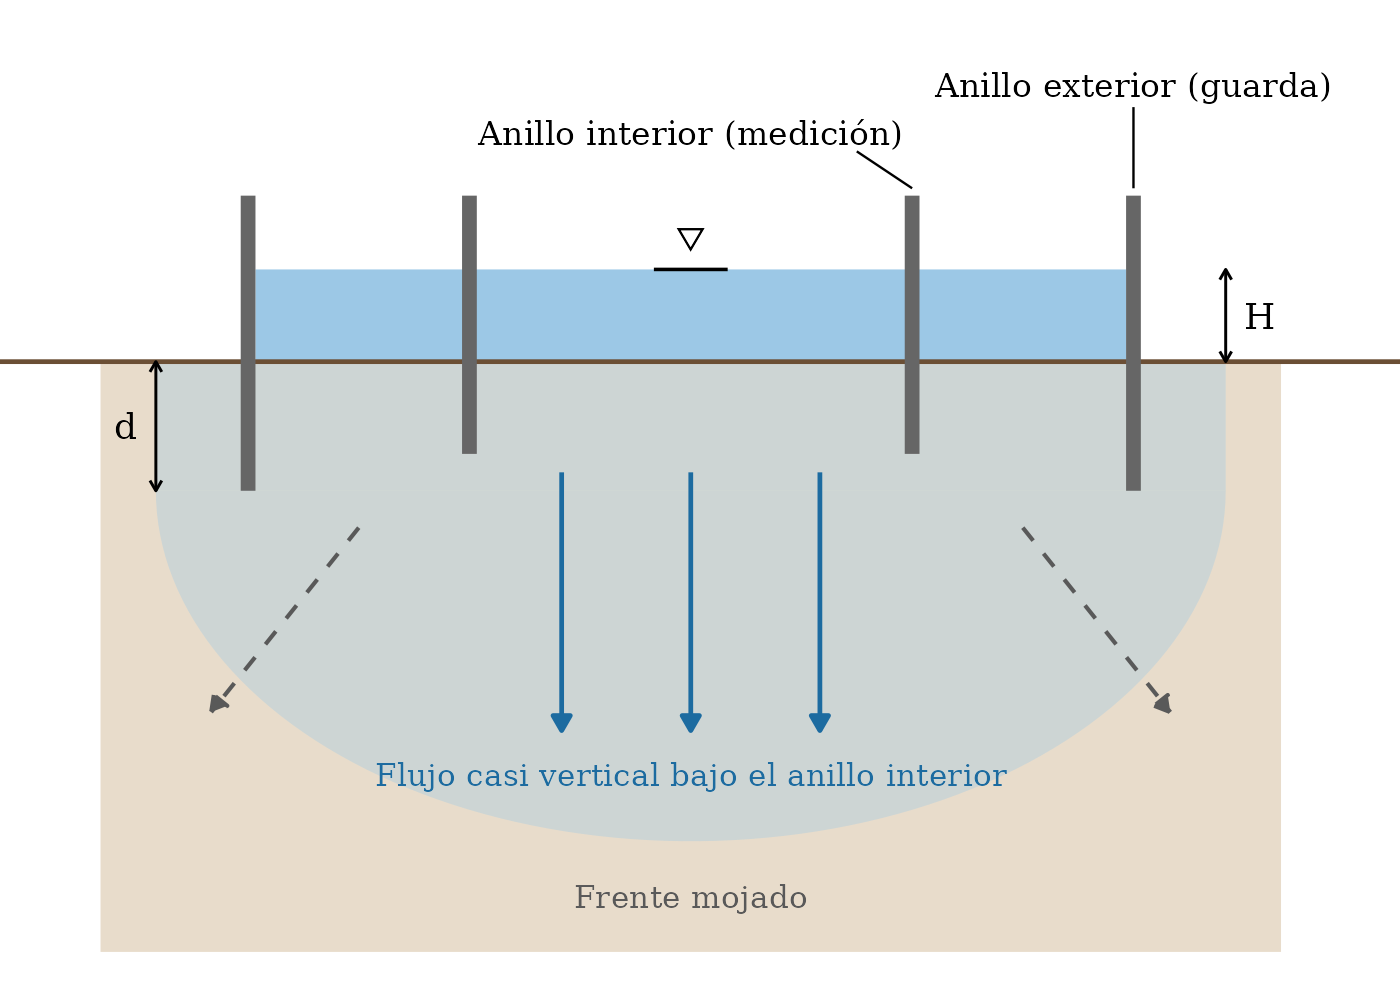 Anillo exterior (guarda)
Anillo interior (medición)
H
d
Flujo casi vertical bajo el anillo interior
Frente mojado